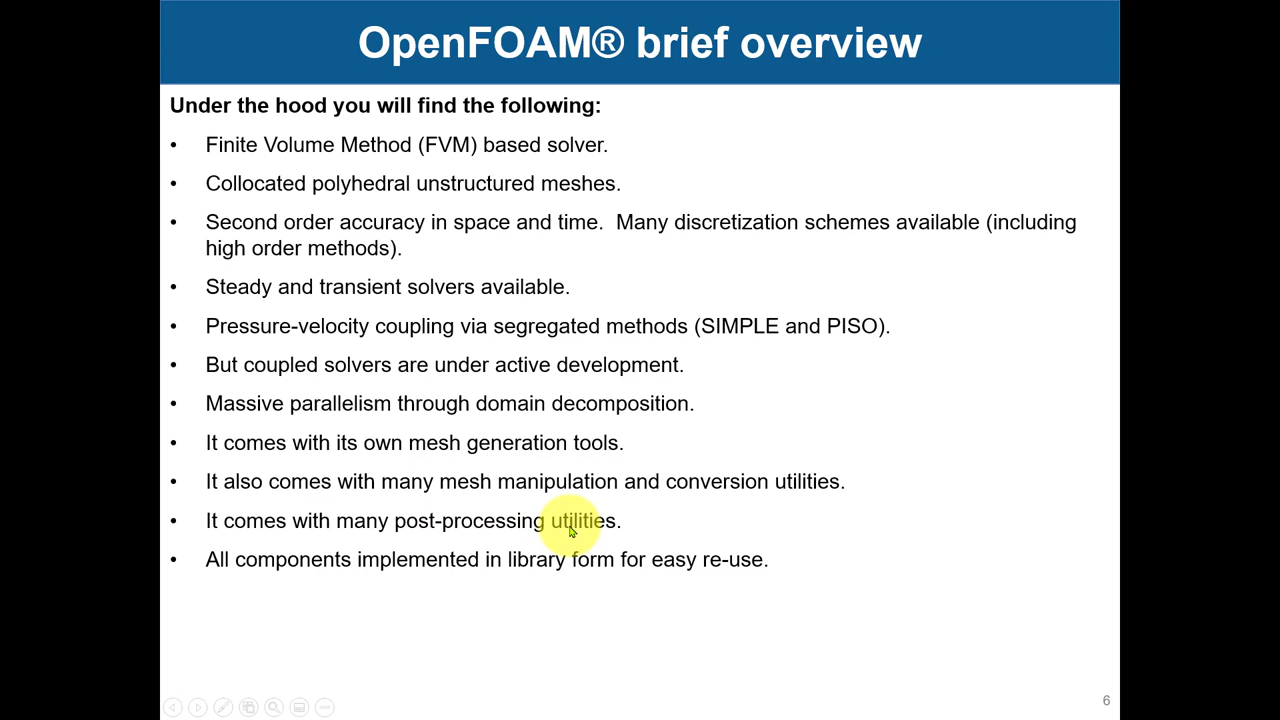 OpenFOAM® brief overview
Under the hood you will find the following:
• Finite Volume Method (FVM) based solver.
• Collocated polyhedral unstructured meshes.
• Second order accuracy in space and time.  Many discretization schemes available (including
high order methods).
• Steady and transient solvers available.
• Pressure-velocity coupling via segregated methods (SIMPLE and PISO).
• But coupled solvers are under active development.
• Massive parallelism through domain decomposition.
• It comes with its own mesh generation tools.
• It also comes with many mesh manipulation and conversion utilities.
• It comes with many post-processing utilities.
• All components implemented in library form for easy re-use.
6